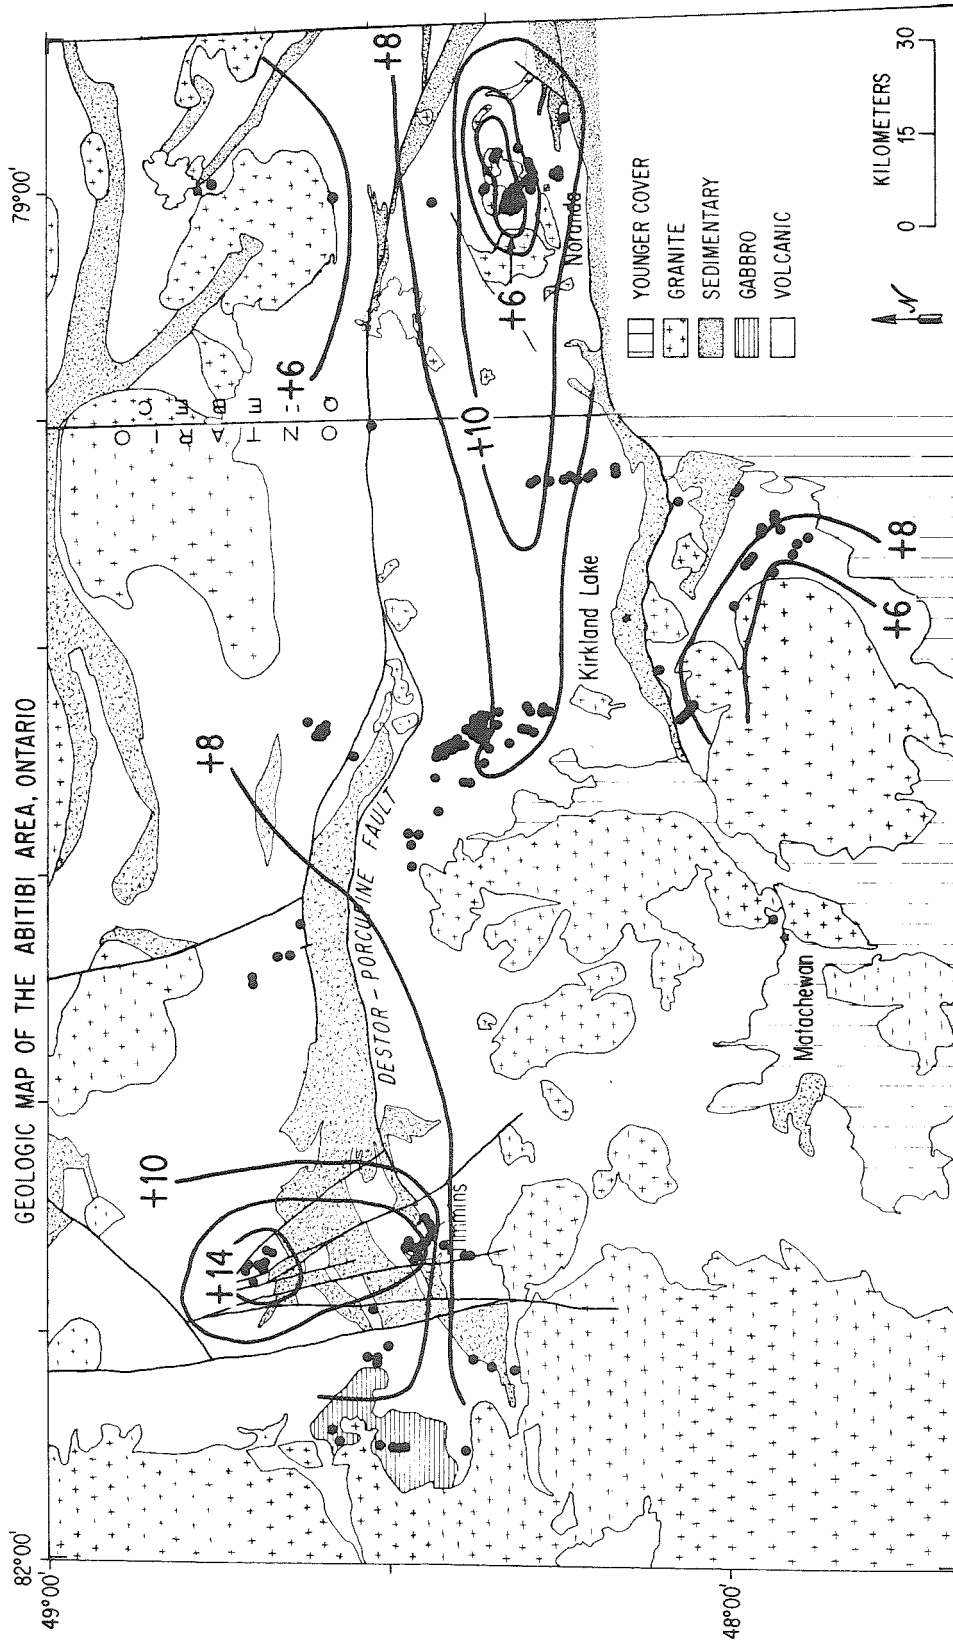 GEOLOGIC MAP OF THE ABITIBI AREA, ONTARIO
82°00'
79°00'
49°00'
48°00'
+14
+10
+8
+8
+6
+10
+6
+8
+6
ONTARIO
QUEBEC
DESTOR-PORCUPINE FAULT
Kirkland Lake
Noranda
Matachewan
YOUNGER COVER
GRANITE
SEDIMENTARY
GABBRO
VOLCANIC
N
KILOMETERS
0 15 30